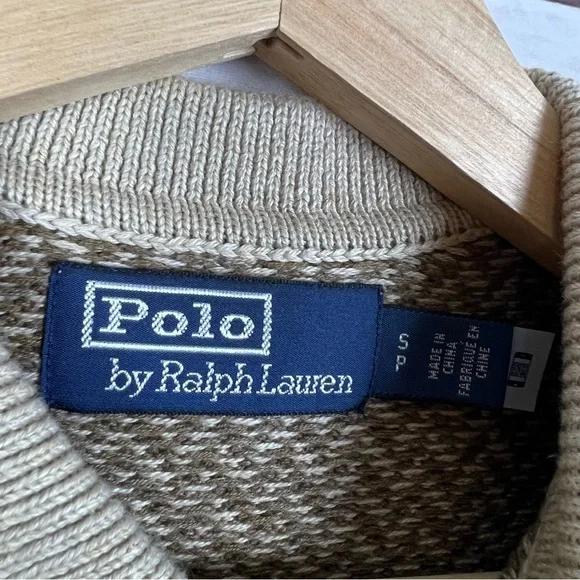 Polo
by Ralph Lauren
S
P
MADE IN
CHINA
FABRIQUÉ EN
CHINE